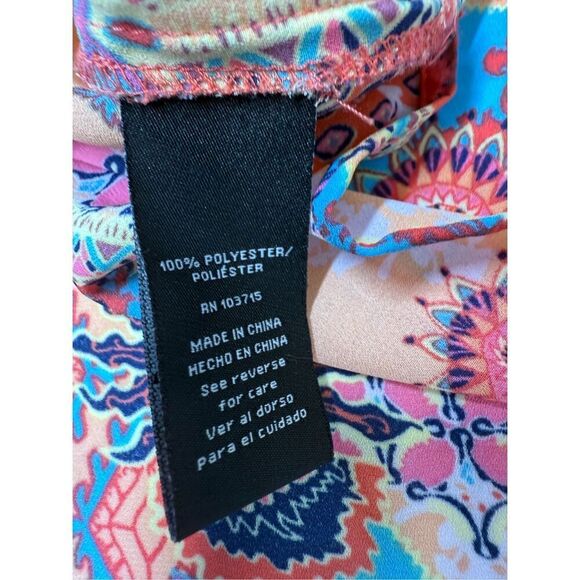 100% POLYESTER/
POLIÉSTER
RN 103715
MADE IN CHINA
HECHO EN CHINA
See reverse
for care
Ver al dorso
para el cuidado